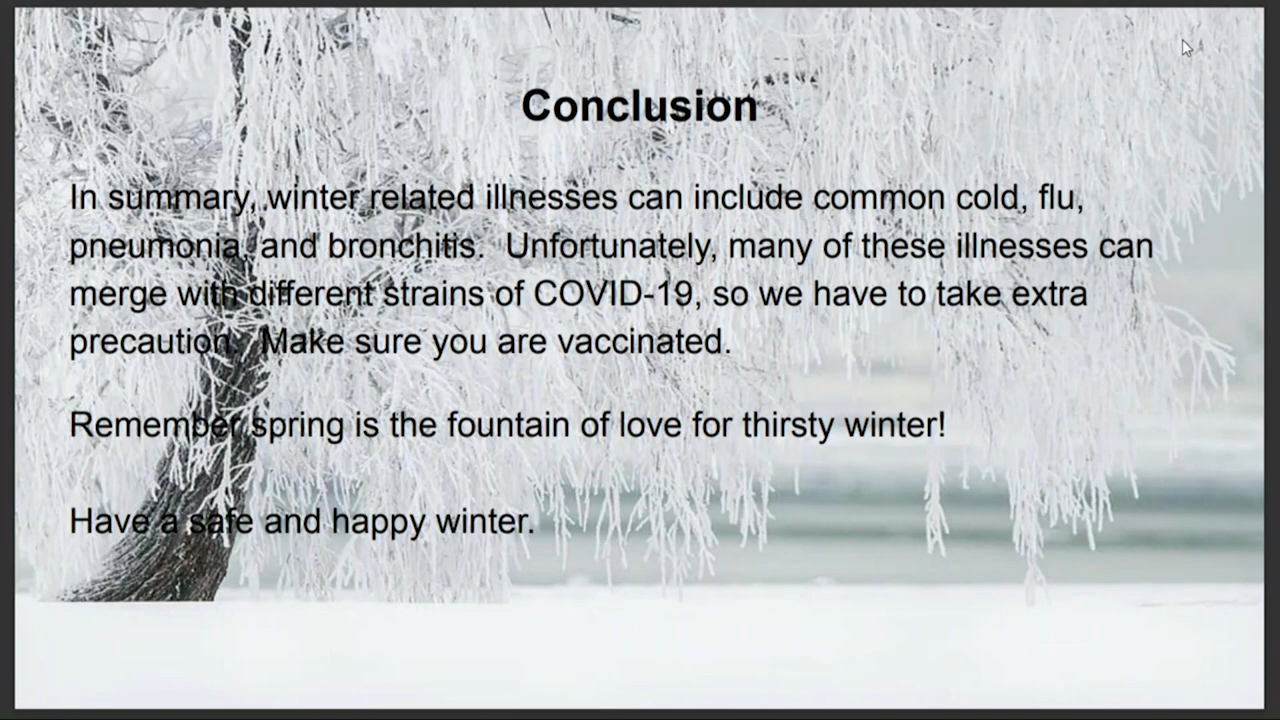 Conclusion
In summary, winter related illnesses can include common cold, flu,
pneumonia, and bronchitis.  Unfortunately, many of these illnesses can
merge with different strains of COVID-19, so we have to take extra
precaution.  Make sure you are vaccinated.
Remember spring is the fountain of love for thirsty winter!
Have a safe and happy winter.